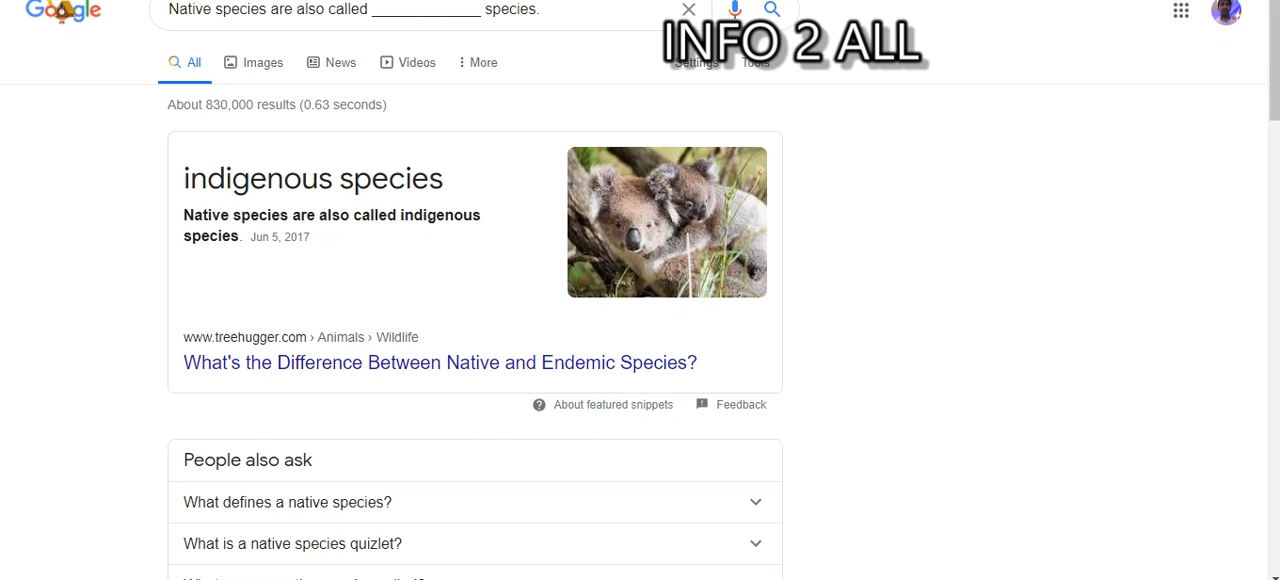 Google
Native species are also called _____________ species.
INFO 2 ALL
All Images News Videos More Settings Tools
About 830,000 results (0.63 seconds)
indigenous species
Native species are also called indigenous
species. Jun 5, 2017
www.treehugger.com › Animals › Wildlife
What's the Difference Between Native and Endemic Species?
About featured snippets Feedback
People also ask
What defines a native species?
What is a native species quizlet?